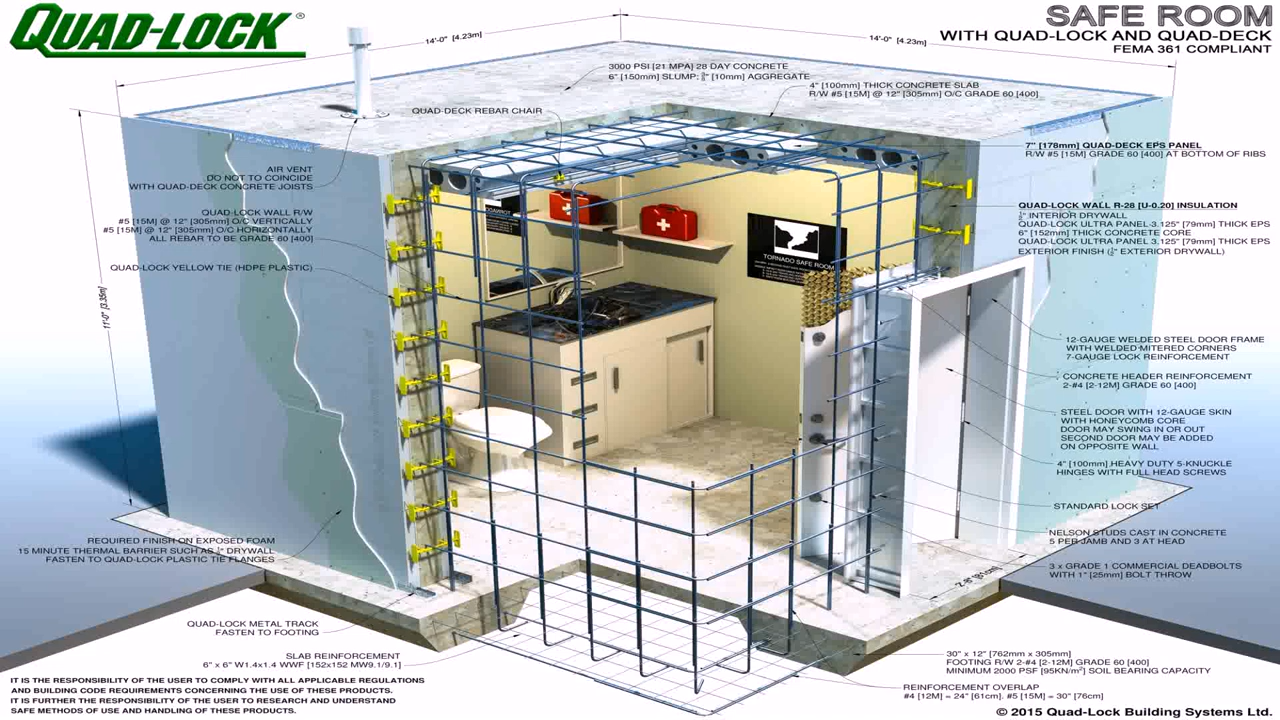 QUAD-LOCK®
SAFE ROOM
WITH QUAD-LOCK AND QUAD-DECK
FEMA 361 COMPLIANT
14'-0" [4.23m]
14'-0" [4.23m]
3000 PSI [21 MPA] 28 DAY CONCRETE
6" [150mm] SLUMP; ⅜" [10mm] AGGREGATE
4" [100mm] THICK CONCRETE SLAB
R/W #5 [15M] @ 12" [305mm] O/C GRADE 60 [400]
QUAD-DECK REBAR CHAIR
7" [178mm] QUAD-DECK EPS PANEL
R/W #5 [15M] GRADE 60 [400] AT BOTTOM OF RIBS
AIR VENT
DO NOT TO COINCIDE
WITH QUAD-DECK CONCRETE JOISTS
QUAD-LOCK WALL R/W
#5 [15M] @ 12" [305mm] O/C VERTICALLY
#5 [15M] @ 12" [305mm] O/C HORIZONTALLY
ALL REBAR TO BE GRADE 60 [400]
QUAD-LOCK YELLOW TIE (HDPE PLASTIC)
QUAD-LOCK WALL R-28 [U-0.20] INSULATION
½" INTERIOR DRYWALL
QUAD-LOCK ULTRA PANEL 3.125" [79mm] THICK EPS
6" [152mm] THICK CONCRETE CORE
QUAD-LOCK ULTRA PANEL 3.125" [79mm] THICK EPS
EXTERIOR FINISH (½" EXTERIOR DRYWALL)
TORNADO SAFE ROOM
11'-0" [3.35m]
12-GAUGE WELDED STEEL DOOR FRAME
WITH WELDED MITERED CORNERS
7-GAUGE LOCK REINFORCEMENT
CONCRETE HEADER REINFORCEMENT
2-#4 [2-12M] GRADE 60 [400]
STEEL DOOR WITH 12-GAUGE SKIN
WITH HONEYCOMB CORE
DOOR MAY SWING IN OR OUT
SECOND DOOR MAY BE ADDED
ON OPPOSITE WALL
4" [100mm] HEAVY DUTY 5-KNUCKLE
HINGES WITH FULL HEAD SCREWS
STANDARD LOCK SET
NELSON STUDS CAST IN CONCRETE
5 PER JAMB AND 3 AT HEAD
3 x GRADE 1 COMMERCIAL DEADBOLTS
WITH 1" [25mm] BOLT THROW
2'-8" [81cm]
REQUIRED FINISH ON EXPOSED FOAM
15 MINUTE THERMAL BARRIER SUCH AS ½" DRYWALL
FASTEN TO QUAD-LOCK PLASTIC TIE FLANGES
QUAD-LOCK METAL TRACK
FASTEN TO FOOTING
SLAB REINFORCEMENT
6" x 6" W1.4x1.4 WWF [152x152 MW9.1/9.1]
30" x 12" [762mm x 305mm]
FOOTING R/W 2-#4 [2-12M] GRADE 60 [400]
MINIMUM 2000 PSF [95KN/m²] SOIL BEARING CAPACITY
REINFORCEMENT OVERLAP
#4 [12M] = 24" [61cm]. #5 [15M] = 30" [76cm]
IT IS THE RESPONSIBILITY OF THE USER TO COMPLY WITH ALL APPLICABLE REGULATIONS
AND BUILDING CODE REQUIREMENTS CONCERNING THE USE OF THESE PRODUCTS.
IT IS FURTHER THE RESPONSIBILITY OF THE USER TO RESEARCH AND UNDERSTAND
SAFE METHODS OF USE AND HANDLING OF THESE PRODUCTS.
© 2015 Quad-Lock Building Systems Ltd.